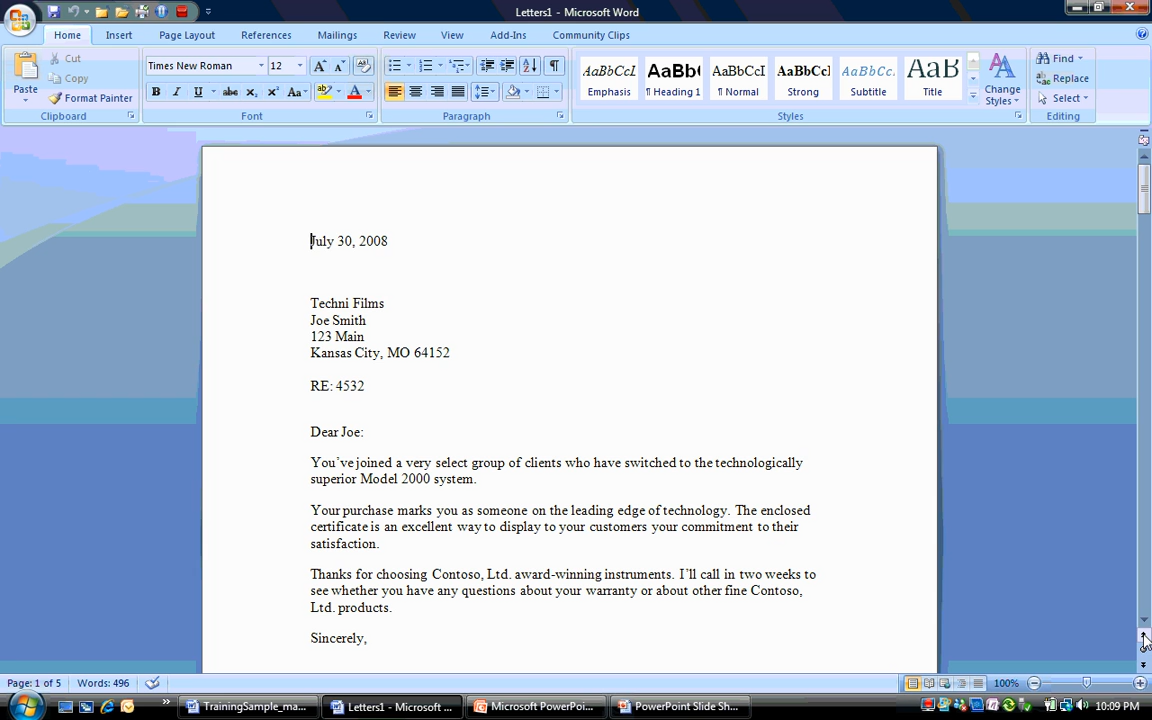 Letters1 - Microsoft Word
Home Insert Page Layout References Mailings Review View Add-Ins Community Clips
Paste
Cut
Copy
Format Painter
Clipboard
Times New Roman 12
B I U abc x₂ x² Aa
Font
Paragraph
AaBbCcI AaBb( AaBbCcI AaBbCcI AaBbCc. AaB
Emphasis ¶ Heading 1 ¶ Normal Strong Subtitle Title
Change Styles
Styles
Find
Replace
Select
Editing
July 30, 2008
Techni Films
Joe Smith
123 Main
Kansas City, MO 64152
RE: 4532
Dear Joe:
You’ve joined a very select group of clients who have switched to the technologically
superior Model 2000 system.
Your purchase marks you as someone on the leading edge of technology. The enclosed
certificate is an excellent way to display to your customers your commitment to their
satisfaction.
Thanks for choosing Contoso, Ltd. award-winning instruments. I’ll call in two weeks to
see whether you have any questions about your warranty or about other fine Contoso,
Ltd. products.
Sincerely,
Page: 1 of 5 Words: 496 100%
TrainingSample_ma... Letters1 - Microsoft ... Microsoft PowerPoi... PowerPoint Slide Sh... 10:09 PM